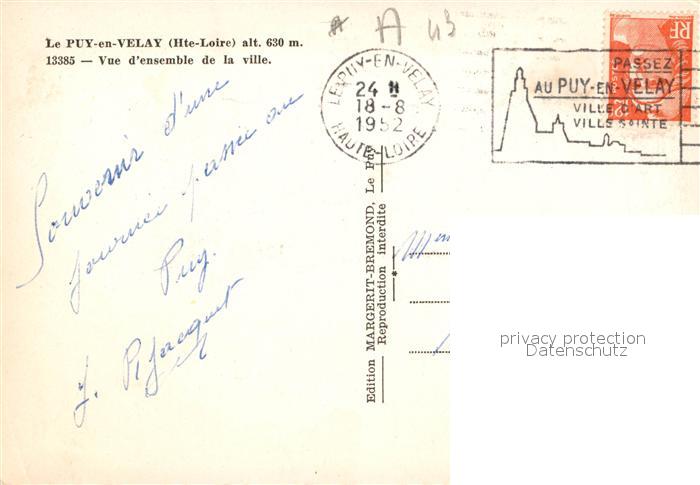 Le PUY-en-VELAY (Hte-Loire) alt. 630 m.
13385 — Vue d'ensemble de la ville.
A 43
LE PUY-EN-VELAY
24 H
18-8
1952
HAUTE-LOIRE
RF
PASSEZ
AU PUY-EN-VELAY
VILLE D'ART
VILLE SAINTE
Souvenir d'une
journée passée au
Puy.
Edition MARGERIT-BREMOND, Le Puy
Reproduction interdite
*
privacy protection
Datenschutz